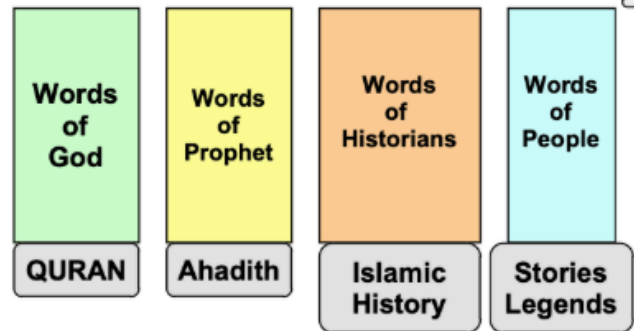 Words
of
God
Words
of
Prophet
Words
of
Historians
Words
of
People
QURAN
Ahadith
Islamic
History
Stories
Legends